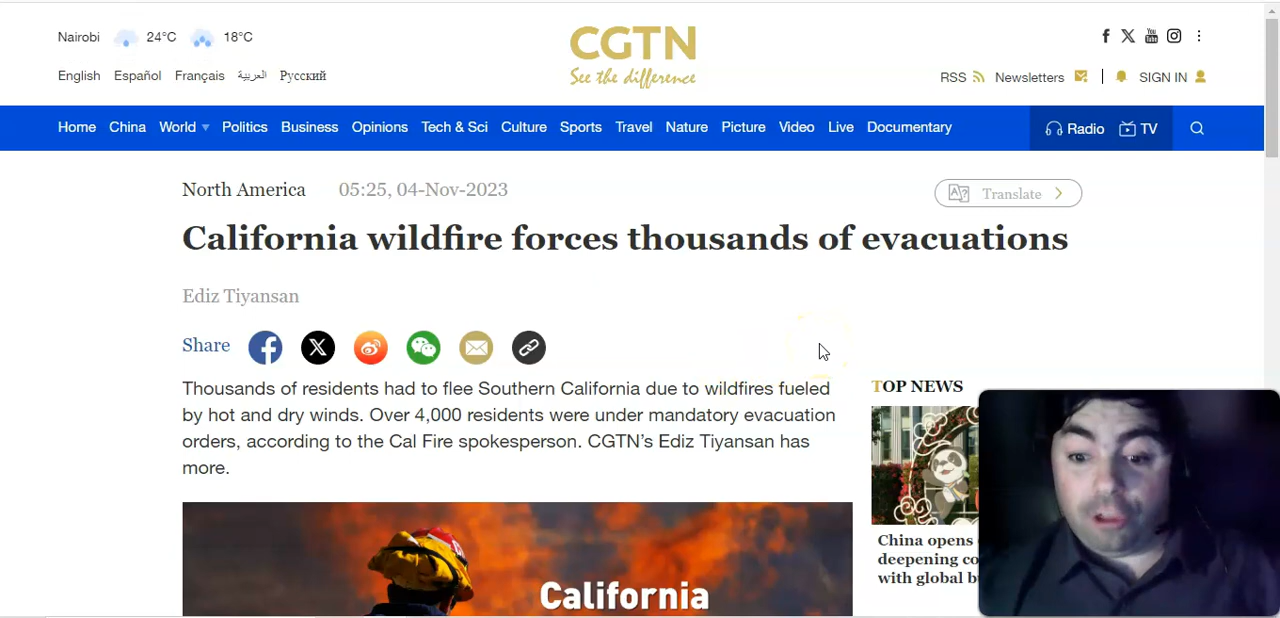 Nairobi 24°C 18°C
CGTN
See the difference
English Español Français العربية Русский
RSS Newsletters SIGN IN
Home China World Politics Business Opinions Tech & Sci Culture Sports Travel Nature Picture Video Live Documentary Radio TV
North America 05:25, 04-Nov-2023
Translate
California wildfire forces thousands of evacuations
Ediz Tiyansan
Share
Thousands of residents had to flee Southern California due to wildfires fueled
by hot and dry winds. Over 4,000 residents were under mandatory evacuation
orders, according to the Cal Fire spokesperson. CGTN's Ediz Tiyansan has
more.
TOP NEWS
California
China opens
deepening co
with global b